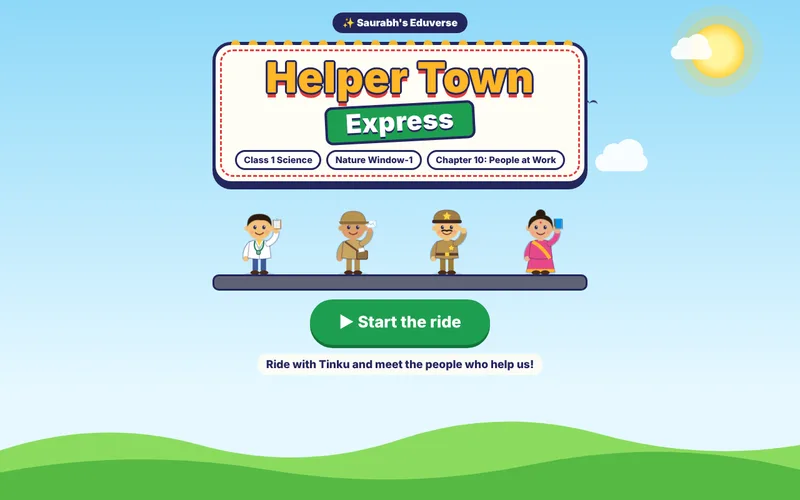 ✨ Saurabh's Eduverse
Helper Town
Express
Class 1 Science
Nature Window-1
Chapter 10: People at Work
▶ Start the ride
Ride with Tinku and meet the people who help us!